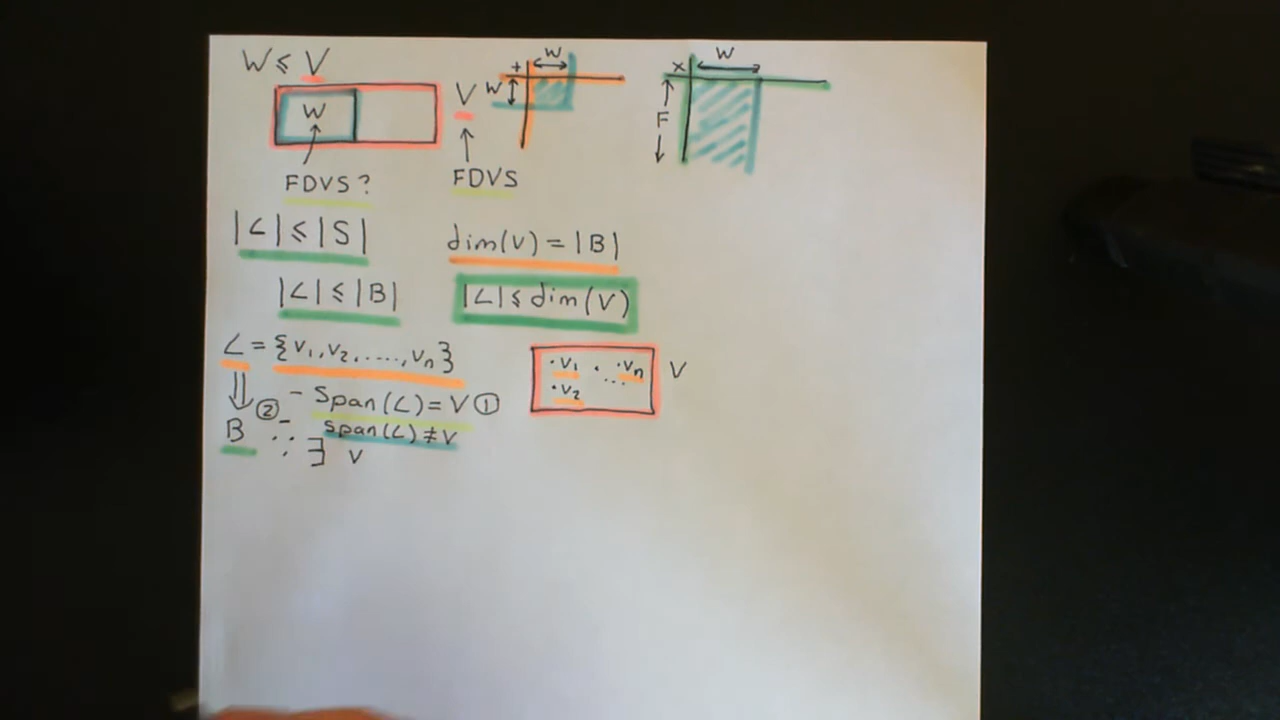 W ≤ V
W
V
FDVS?
FDVS
+
W
W
×
W
F
|L| ≤ |S|
dim(V) = |B|
|L| ≤ |B|
|L| ≤ dim(V)
L = {v₁, v₂, ....., vₙ}
⇓ ② - Span(L) = V ①
B ∵ - span(L) ≠ V
∃ v
·v₁ · ·vₙ
·v₂ ...
V